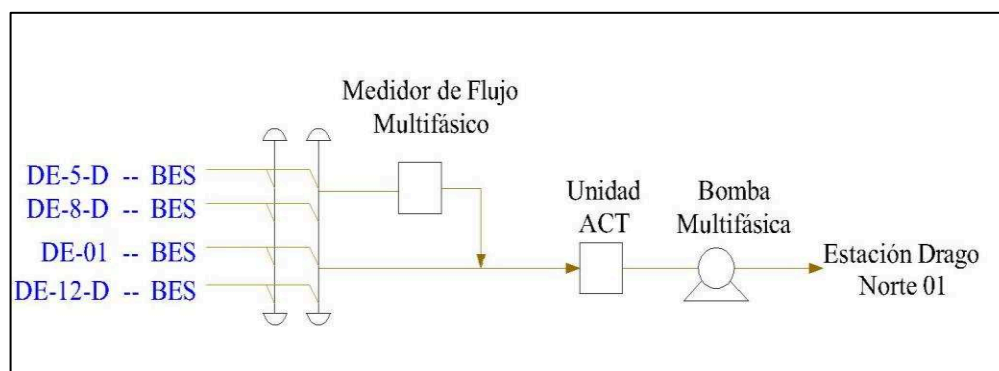 Medidor de Flujo
Multifásico
DE-5-D -- BES
DE-8-D -- BES
DE-01 -- BES
DE-12-D -- BES
Unidad
ACT
Bomba
Multifásica
Estación Drago
Norte 01